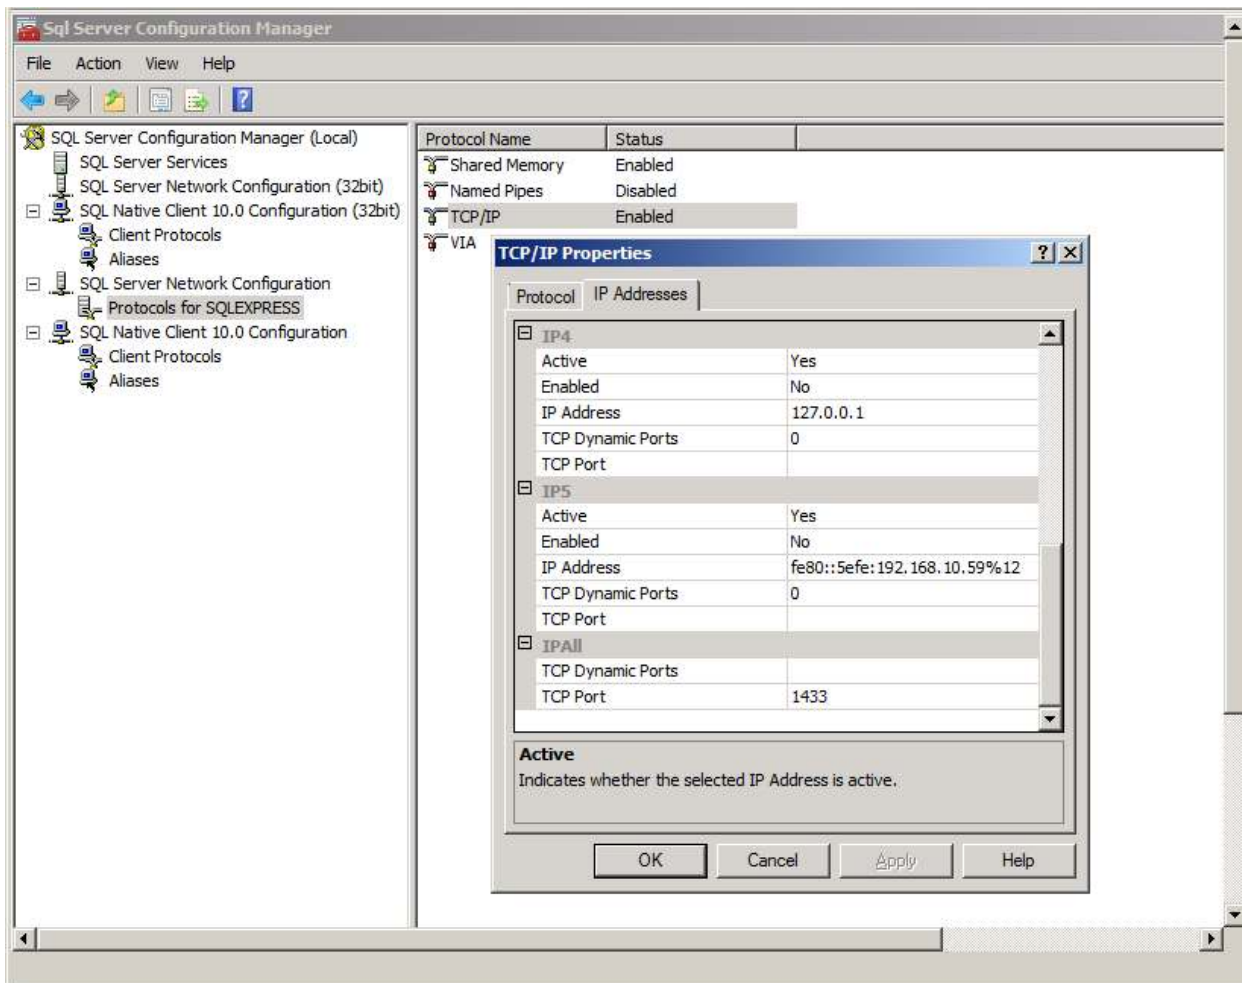 Sql Server Configuration Manager
File Action View Help
SQL Server Configuration Manager (Local)
SQL Server Services
SQL Server Network Configuration (32bit)
SQL Native Client 10.0 Configuration (32bit)
Client Protocols
Aliases
SQL Server Network Configuration
Protocols for SQLEXPRESS
SQL Native Client 10.0 Configuration
Client Protocols
Aliases
Protocol Name Status
Shared Memory Enabled
Named Pipes Disabled
TCP/IP Enabled
VIA
TCP/IP Properties
Protocol IP Addresses
IP4
Active Yes
Enabled No
IP Address 127.0.0.1
TCP Dynamic Ports 0
TCP Port
IP5
Active Yes
Enabled No
IP Address fe80::5efe:192.168.10.59%12
TCP Dynamic Ports 0
TCP Port
IPAll
TCP Dynamic Ports
TCP Port 1433
Active
Indicates whether the selected IP Address is active.
OK Cancel Apply Help